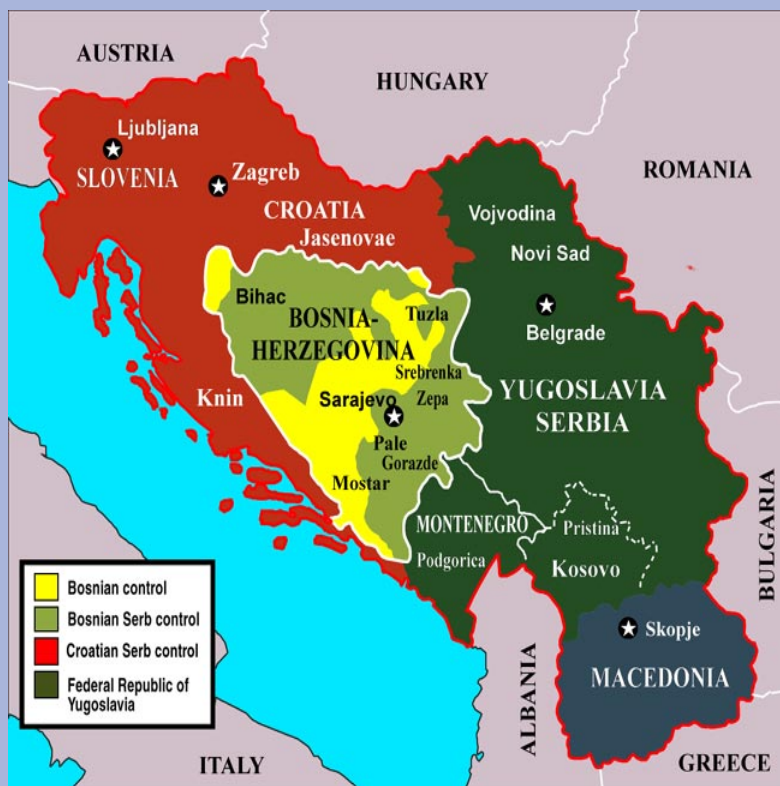 AUSTRIA
HUNGARY
Ljubljana
SLOVENIA
Zagreb
ROMANIA
CROATIA
Jasenovae
Vojvodina
Novi Sad
Bihac
BOSNIA-
HERZEGOVINA
Tuzla
Belgrade
Srebrenka
Knin
Sarajevo
Zepa
YUGOSLAVIA
SERBIA
Pale
Gorazde
Mostar
MONTENEGRO
Pristina
Podgorica
Kosovo
BULGARIA
Bosnian control
Bosnian Serb control
Croatian Serb control
Federal Republic of
Yugoslavia
Skopje
MACEDONIA
ALBANIA
ITALY
GREECE